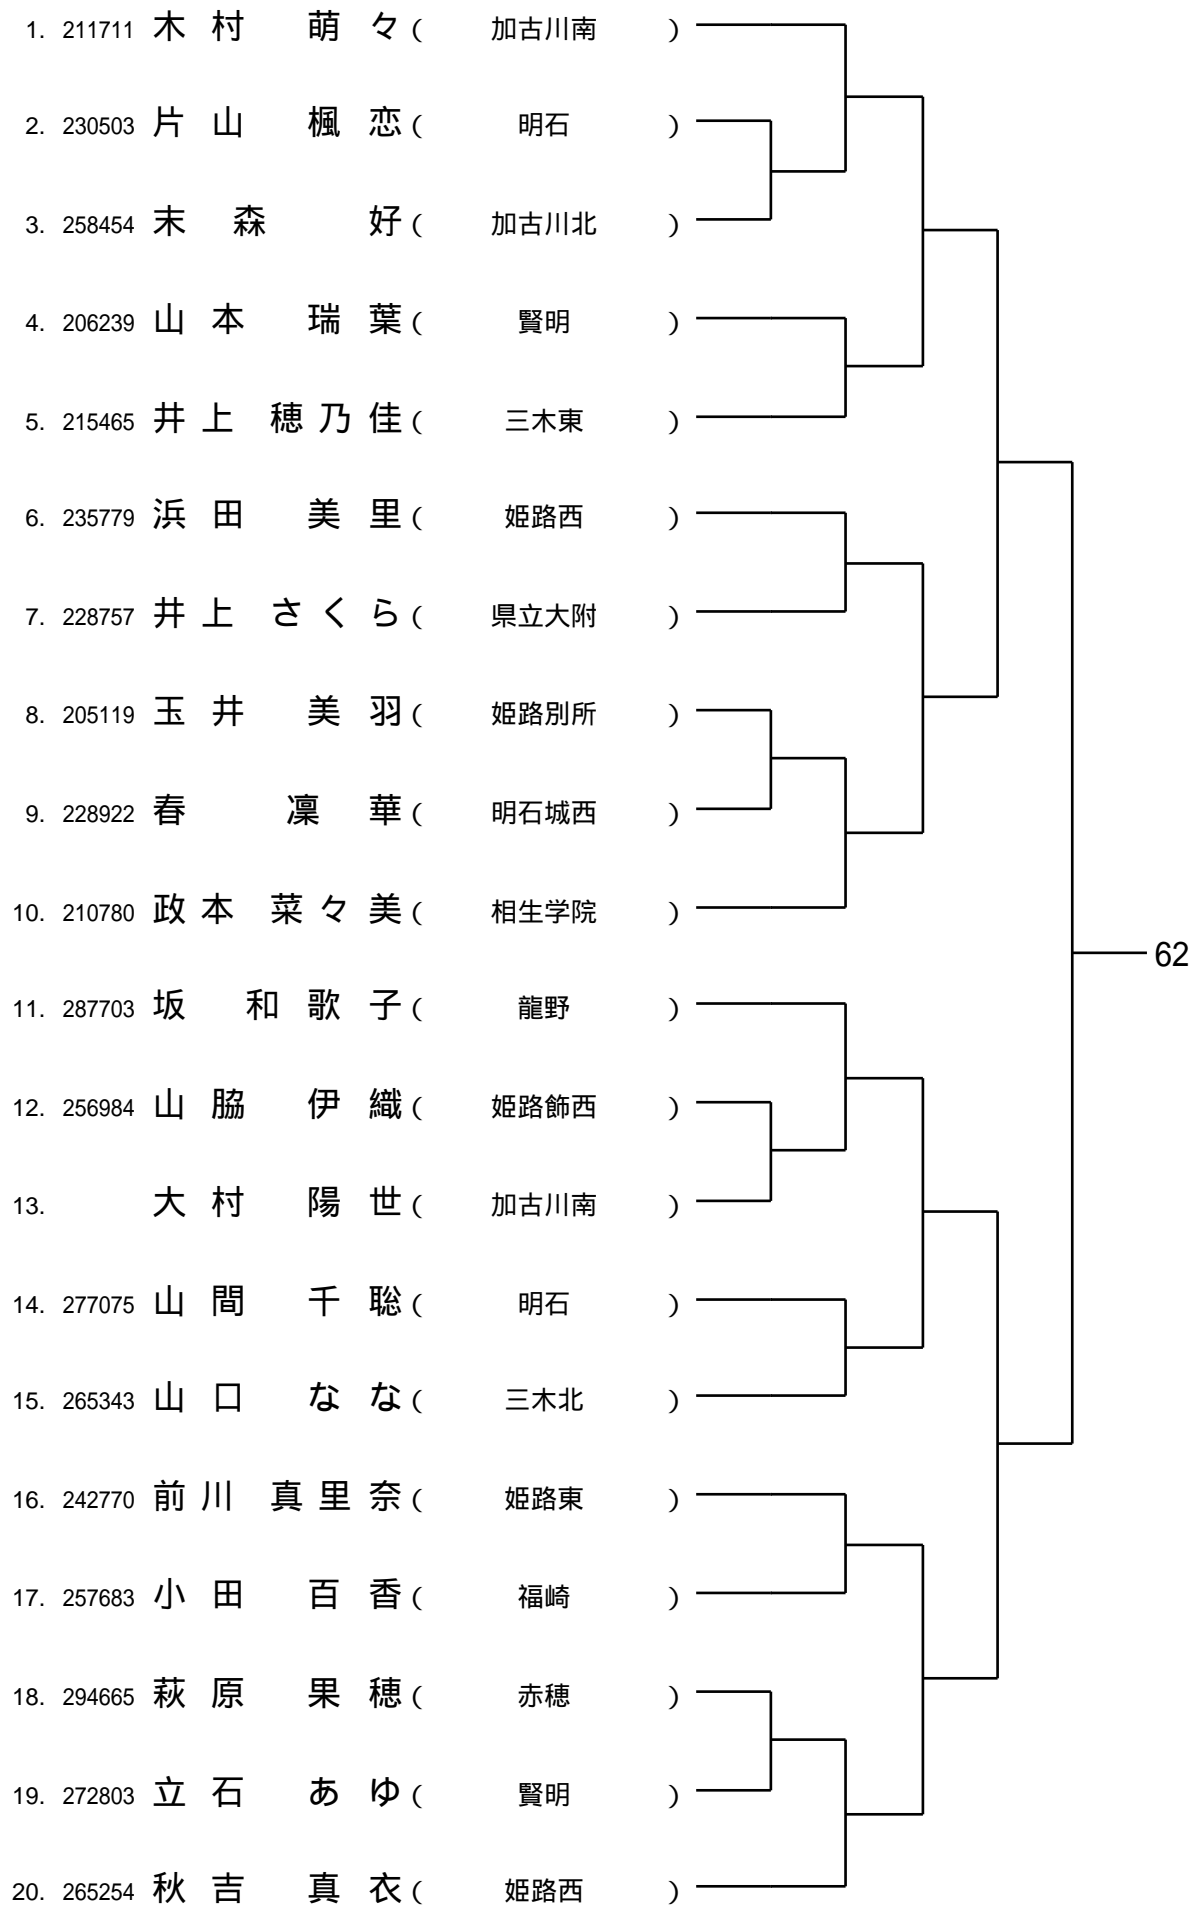 1. 211711 木村 萌々 ( 加古川南 )
2. 230503 片山 楓恋 ( 明石 )
3. 258454 末森 好 ( 加古川北 )
4. 206239 山本 瑞葉 ( 賢明 )
5. 215465 井上 穂乃佳 ( 三木東 )
6. 235779 浜田 美里 ( 姫路西 )
7. 228757 井上 さくら ( 県立大附 )
8. 205119 玉井 美羽 ( 姫路別所 )
9. 228922 春 凜華 ( 明石城西 )
10. 210780 政本 菜々美 ( 相生学院 )
62
11. 287703 坂 和歌子 ( 龍野 )
12. 256984 山脇 伊織 ( 姫路飾西 )
13. 大村 陽世 ( 加古川南 )
14. 277075 山間 千聡 ( 明石 )
15. 265343 山口 なな ( 三木北 )
16. 242770 前川 真里奈 ( 姫路東 )
17. 257683 小田 百香 ( 福崎 )
18. 294665 萩原 果穂 ( 赤穂 )
19. 272803 立石 あゆ ( 賢明 )
20. 265254 秋吉 真衣 ( 姫路西 )